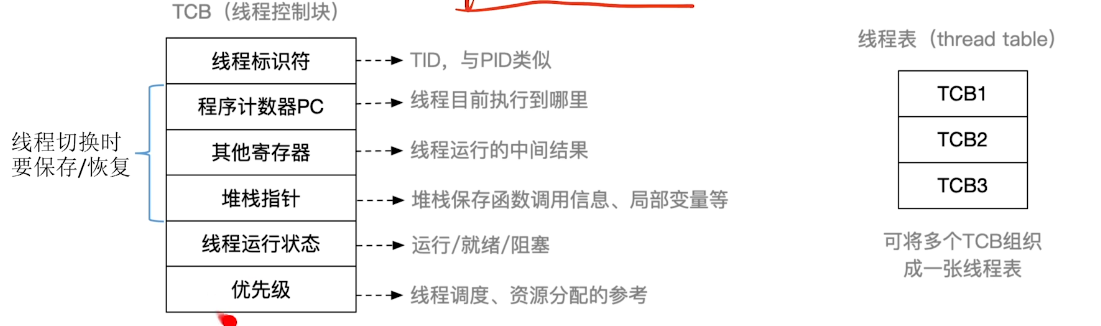 TCB（线程控制块）
线程标识符
TID，与PID类似
程序计数器PC
线程目前执行到哪里
其他寄存器
线程运行的中间结果
堆栈指针
堆栈保存函数调用信息、局部变量等
线程运行状态
运行/就绪/阻塞
优先级
线程调度、资源分配的参考
线程切换时
要保存/恢复
线程表（thread table）
TCB1
TCB2
TCB3
可将多个TCB组织
成一张线程表